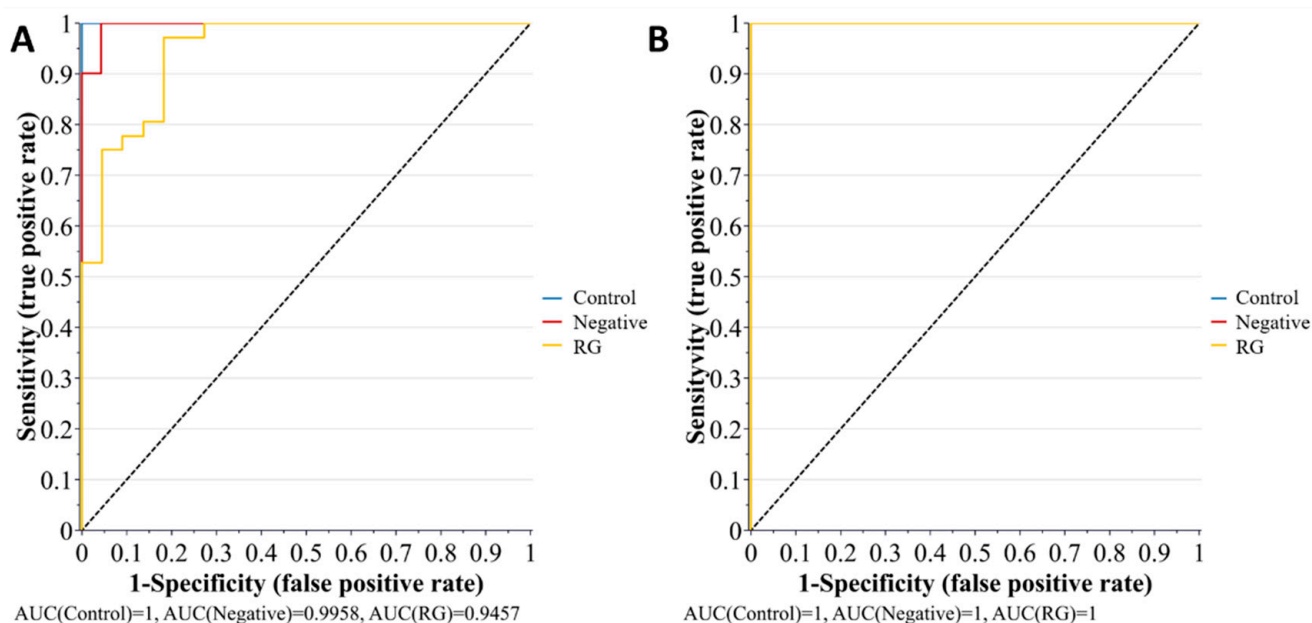 A
Sensitivity (true positive rate)
1
0.9
0.8
0.7
0.6
0.5
0.4
0.3
0.2
0.1
0
0 0.1 0.2 0.3 0.4 0.5 0.6 0.7 0.8 0.9 1
1-Specificity (false positive rate)
Control
Negative
RG
AUC(Control)=1, AUC(Negative)=0.9958, AUC(RG)=0.9457
B
Sensityvity (true positive rate)
1
0.9
0.8
0.7
0.6
0.5
0.4
0.3
0.2
0.1
0
0 0.1 0.2 0.3 0.4 0.5 0.6 0.7 0.8 0.9 1
1-Specificity (false positive rate)
Control
Negative
RG
AUC(Control)=1, AUC(Negative)=1, AUC(RG)=1